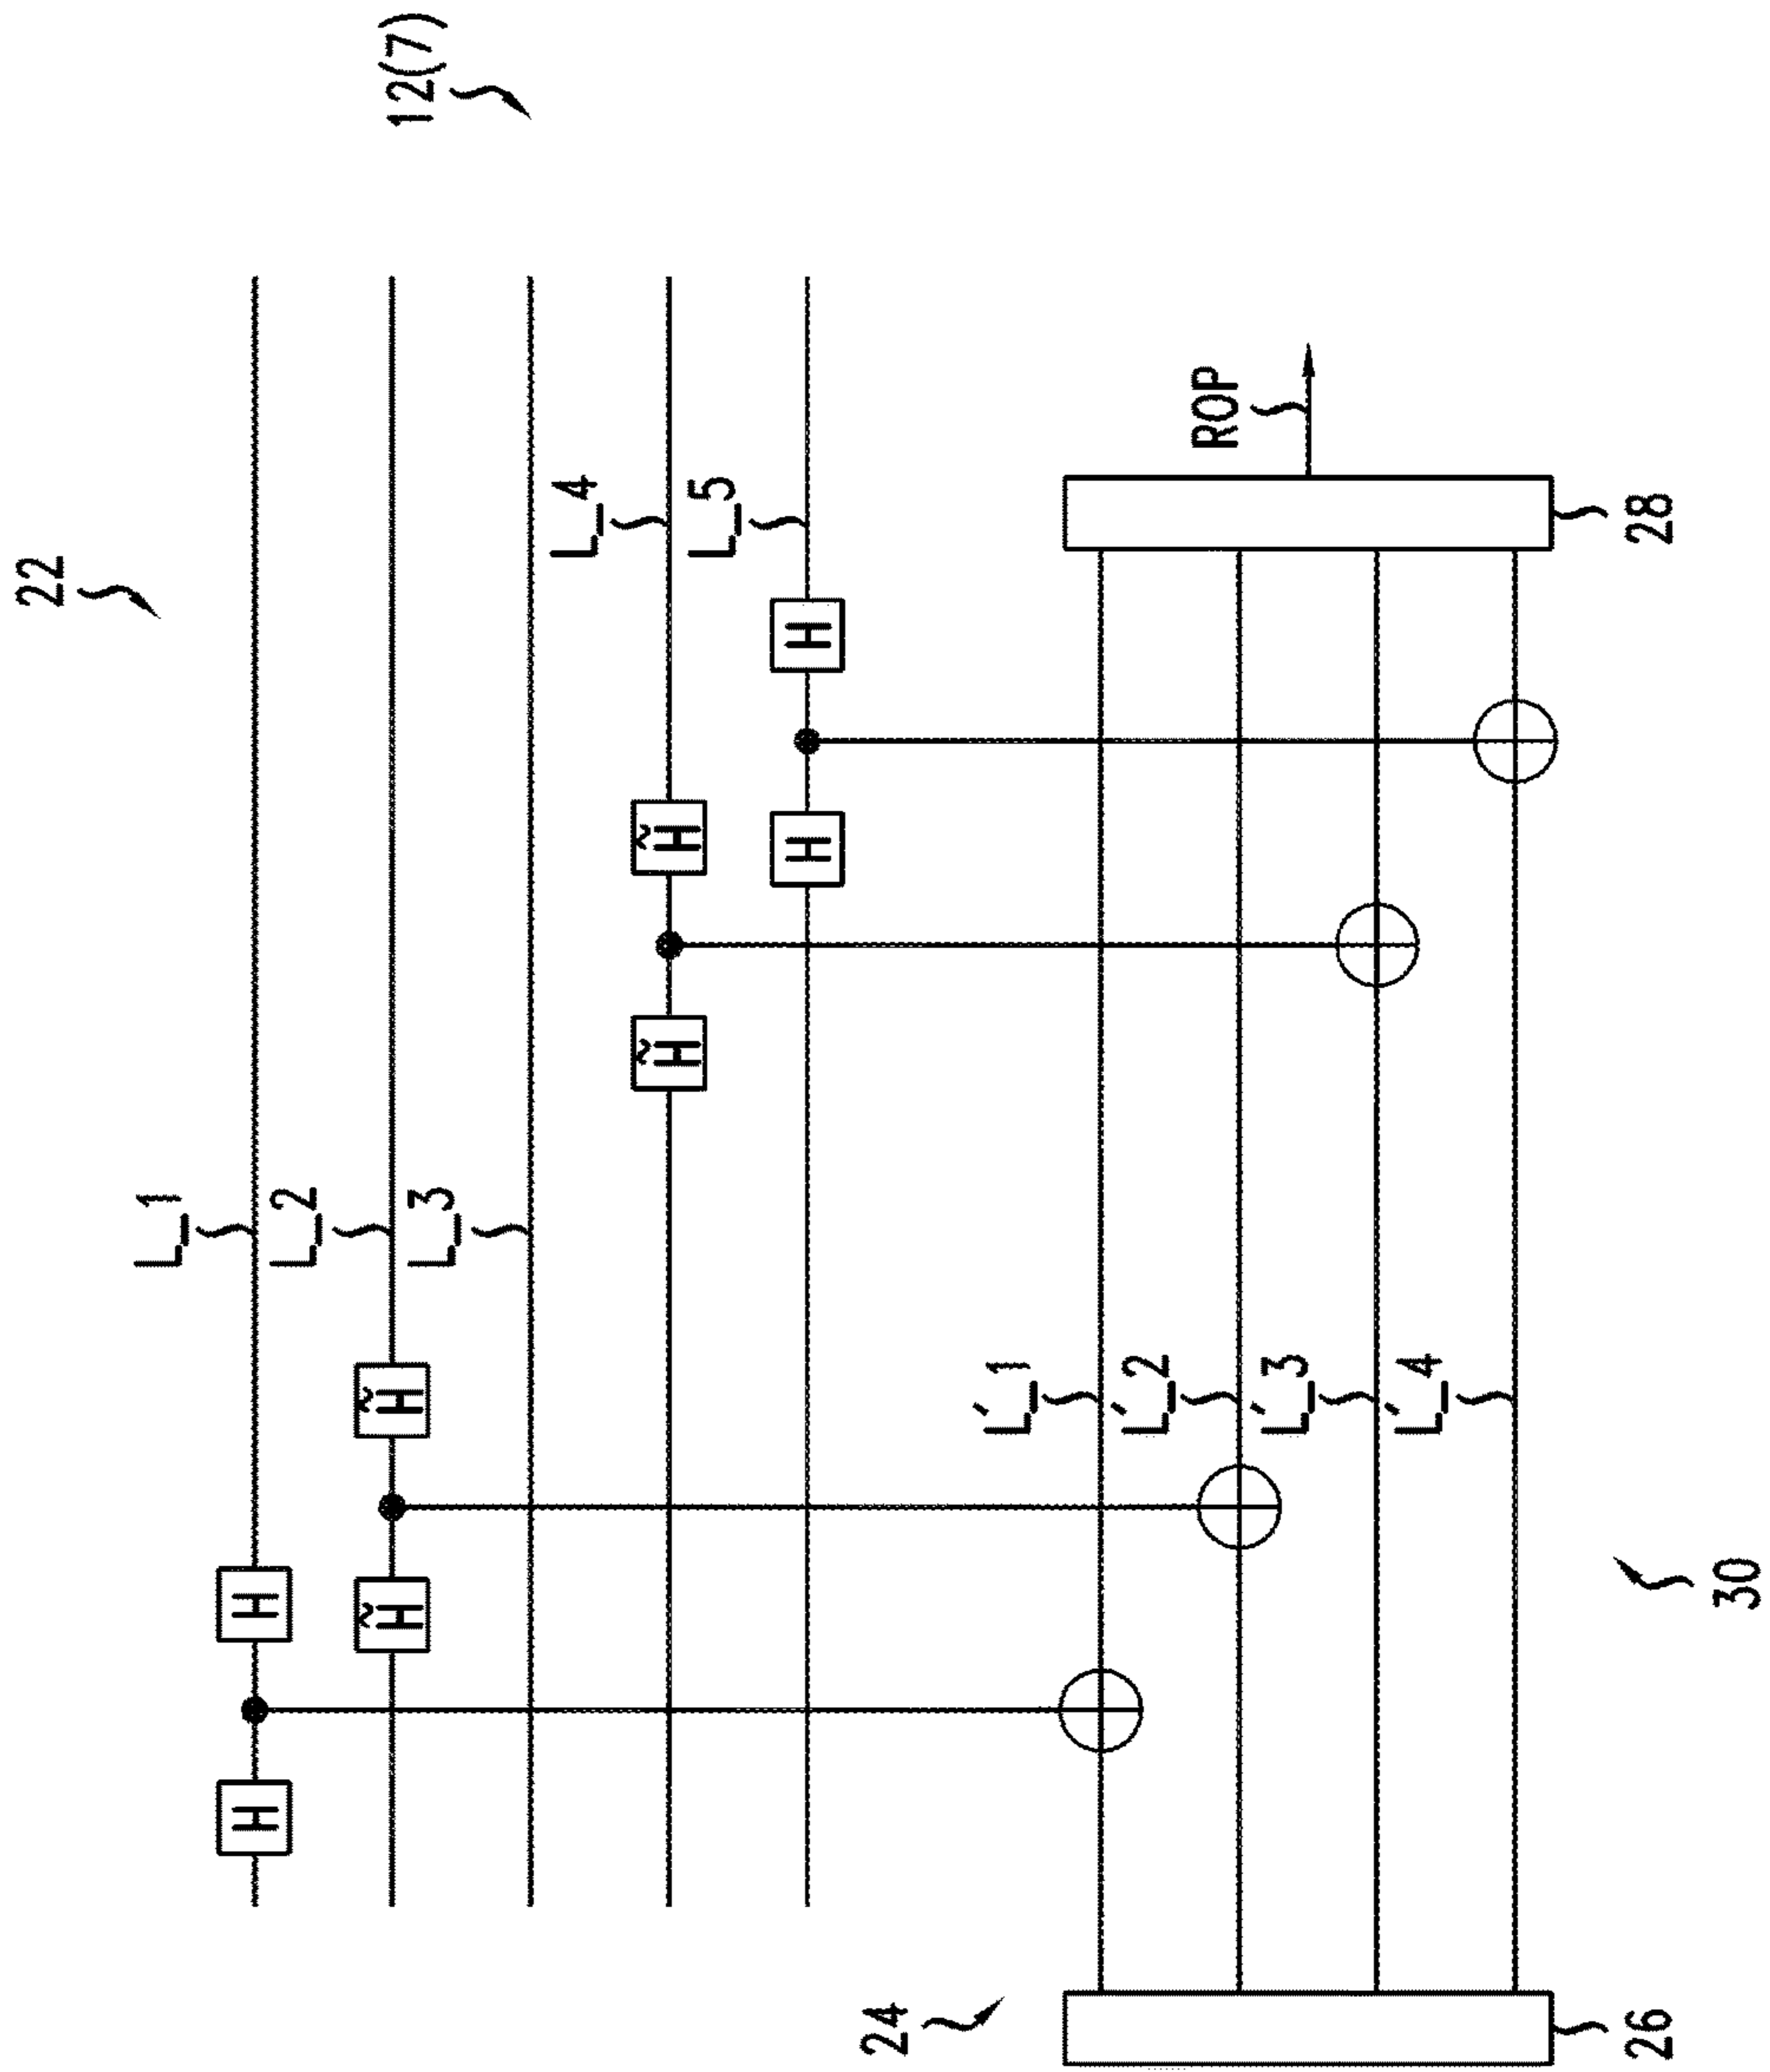 22
12(7)
L_1
L_2
L_3
L_4
L_5
H
H
H̃
H̃
H̃
H̃
H
H
24
L'_1
L'_2
L'_3
L'_4
ROP
26
28
30